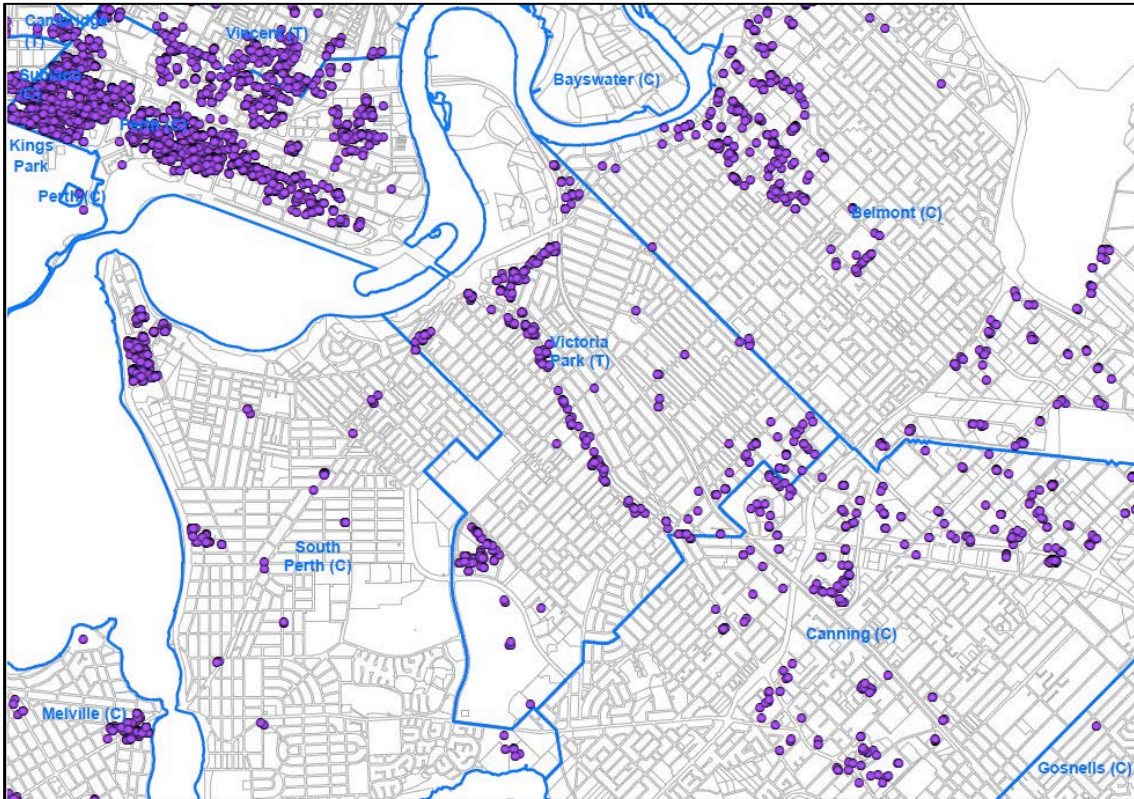 Cambridge
(T)
Vincent (T)
Subiaco
(C)
Bayswater (C)
Perth (C)
Kings
Park
Perth (C)
Belmont (C)
Victoria
Park (T)
South
Perth (C)
Canning (C)
Melville (C)
Gosnells (C)